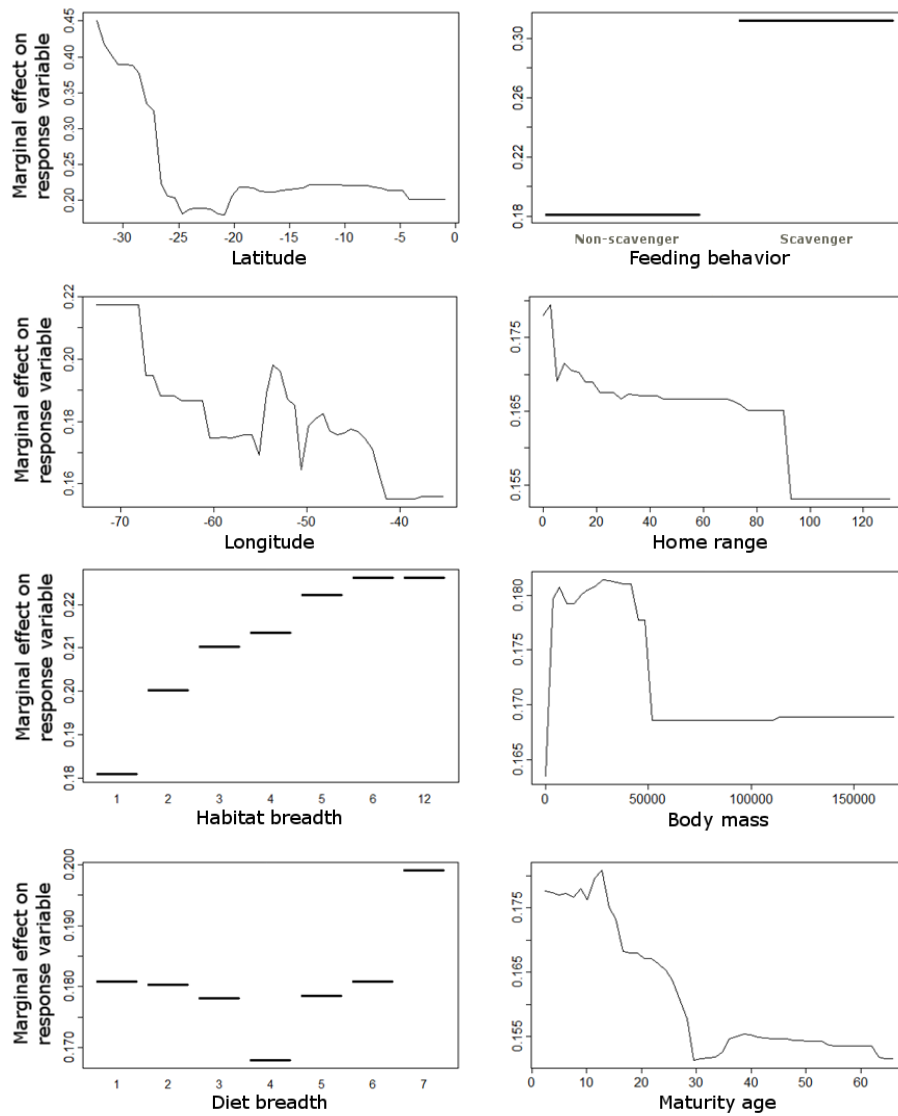 Marginal effect on
response variable
0.20 0.25 0.30 0.35 0.40 0.45
-30 -25 -20 -15 -10 -5 0
Latitude
0.18 0.22 0.26 0.30
Non-scavenger Scavenger
Feeding behavior
Marginal effect on
response variable
0.16 0.18 0.20 0.22
-70 -60 -50 -40
Longitude
0.155 0.165 0.175
0 20 40 60 80 100 120
Home range
Marginal effect on
response variable
0.18 0.19 0.20 0.21 0.22
1 2 3 4 5 6 12
Habitat breadth
0.165 0.170 0.175 0.180
0 50000 100000 150000
Body mass
Marginal effect on
response variable
0.170 0.180 0.190 0.200
1 2 3 4 5 6 7
Diet breadth
0.155 0.165 0.175
0 10 20 30 40 50 60
Maturity age